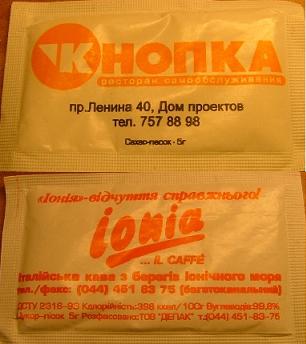 КНОПКА
ресторан самообслуживания
пр.Ленина 40, Дом проектов
тел. 757 88 98
Сахар-песок · 5г
«Іонія»-відчуття справжнього!
ionia
... iL CAFFÈ
Італійська кава з берегів Іонічного моря
тел./факс: (044) 451 83 75 (багатоканальний)
ДСТУ 2316-93 Калорійність:398 ккал/100г Вуглеводів:99,8%
Цукор-пісок 5г Розфасовано:ТОВ "ДЕПАК" т.(044) 451-83-75